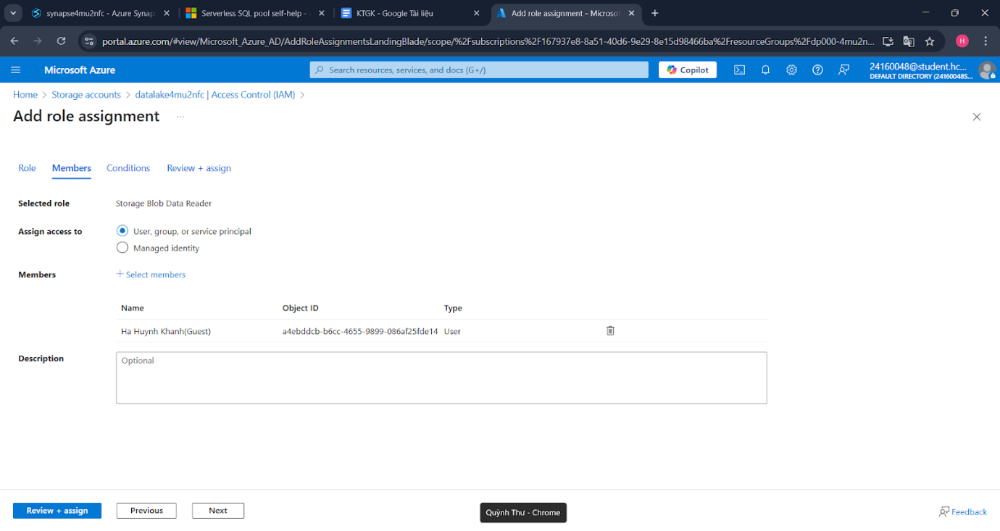 synapse4mu2nfc - Azure Synap
Serverless SQL pool self-help -
KTGK - Google Tài liệu
Add role assignment - Microsof
portal.azure.com/#view/Microsoft_Azure_AD/AddRoleAssignmentsLandingBlade/scope/%2Fsubscriptions%2F167937e8-8a51-40d6-9e29-8e15d98466ba%2FresourceGroups%2Fdp000-4mu2n...
H
Microsoft Azure
Search resources, services, and docs (G+/)
Copilot
24160048@student.hc...
DEFAULT DIRECTORY (24160048S...
Home > Storage accounts > datalake4mu2nfc | Access Control (IAM) >
Add role assignment ...
Role Members Conditions Review + assign
Selected role Storage Blob Data Reader
Assign access to User, group, or service principal
Managed identity
Members + Select members
Name Object ID Type
Ha Huynh Khanh(Guest) a4ebddcb-b6cc-4655-9899-086af25fde14 User
Description Optional
Review + assign Previous Next Quỳnh Thư - Chrome Feedback